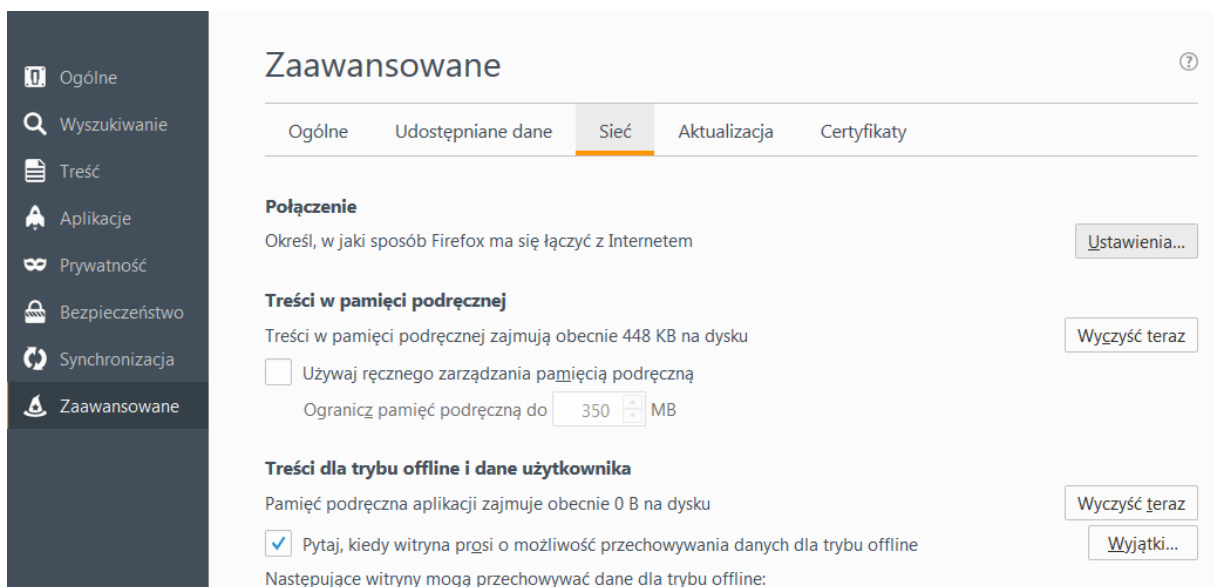 Ogólne
Wyszukiwanie
Treść
Aplikacje
Prywatność
Bezpieczeństwo
Synchronizacja
Zaawansowane
Zaawansowane ?
Ogólne Udostępniane dane Sieć Aktualizacja Certyfikaty
Połączenie
Określ, w jaki sposób Firefox ma się łączyć z Internetem Ustawienia...
Treści w pamięci podręcznej
Treści w pamięci podręcznej zajmują obecnie 448 KB na dysku Wyczyść teraz
Używaj ręcznego zarządzania pamięcią podręczną
Ogranicz pamięć podręczną do 350 MB
Treści dla trybu offline i dane użytkownika
Pamięć podręczna aplikacji zajmuje obecnie 0 B na dysku Wyczyść teraz
Pytaj, kiedy witryna prosi o możliwość przechowywania danych dla trybu offline Wyjątki...
Następujące witryny mogą przechowywać dane dla trybu offline: